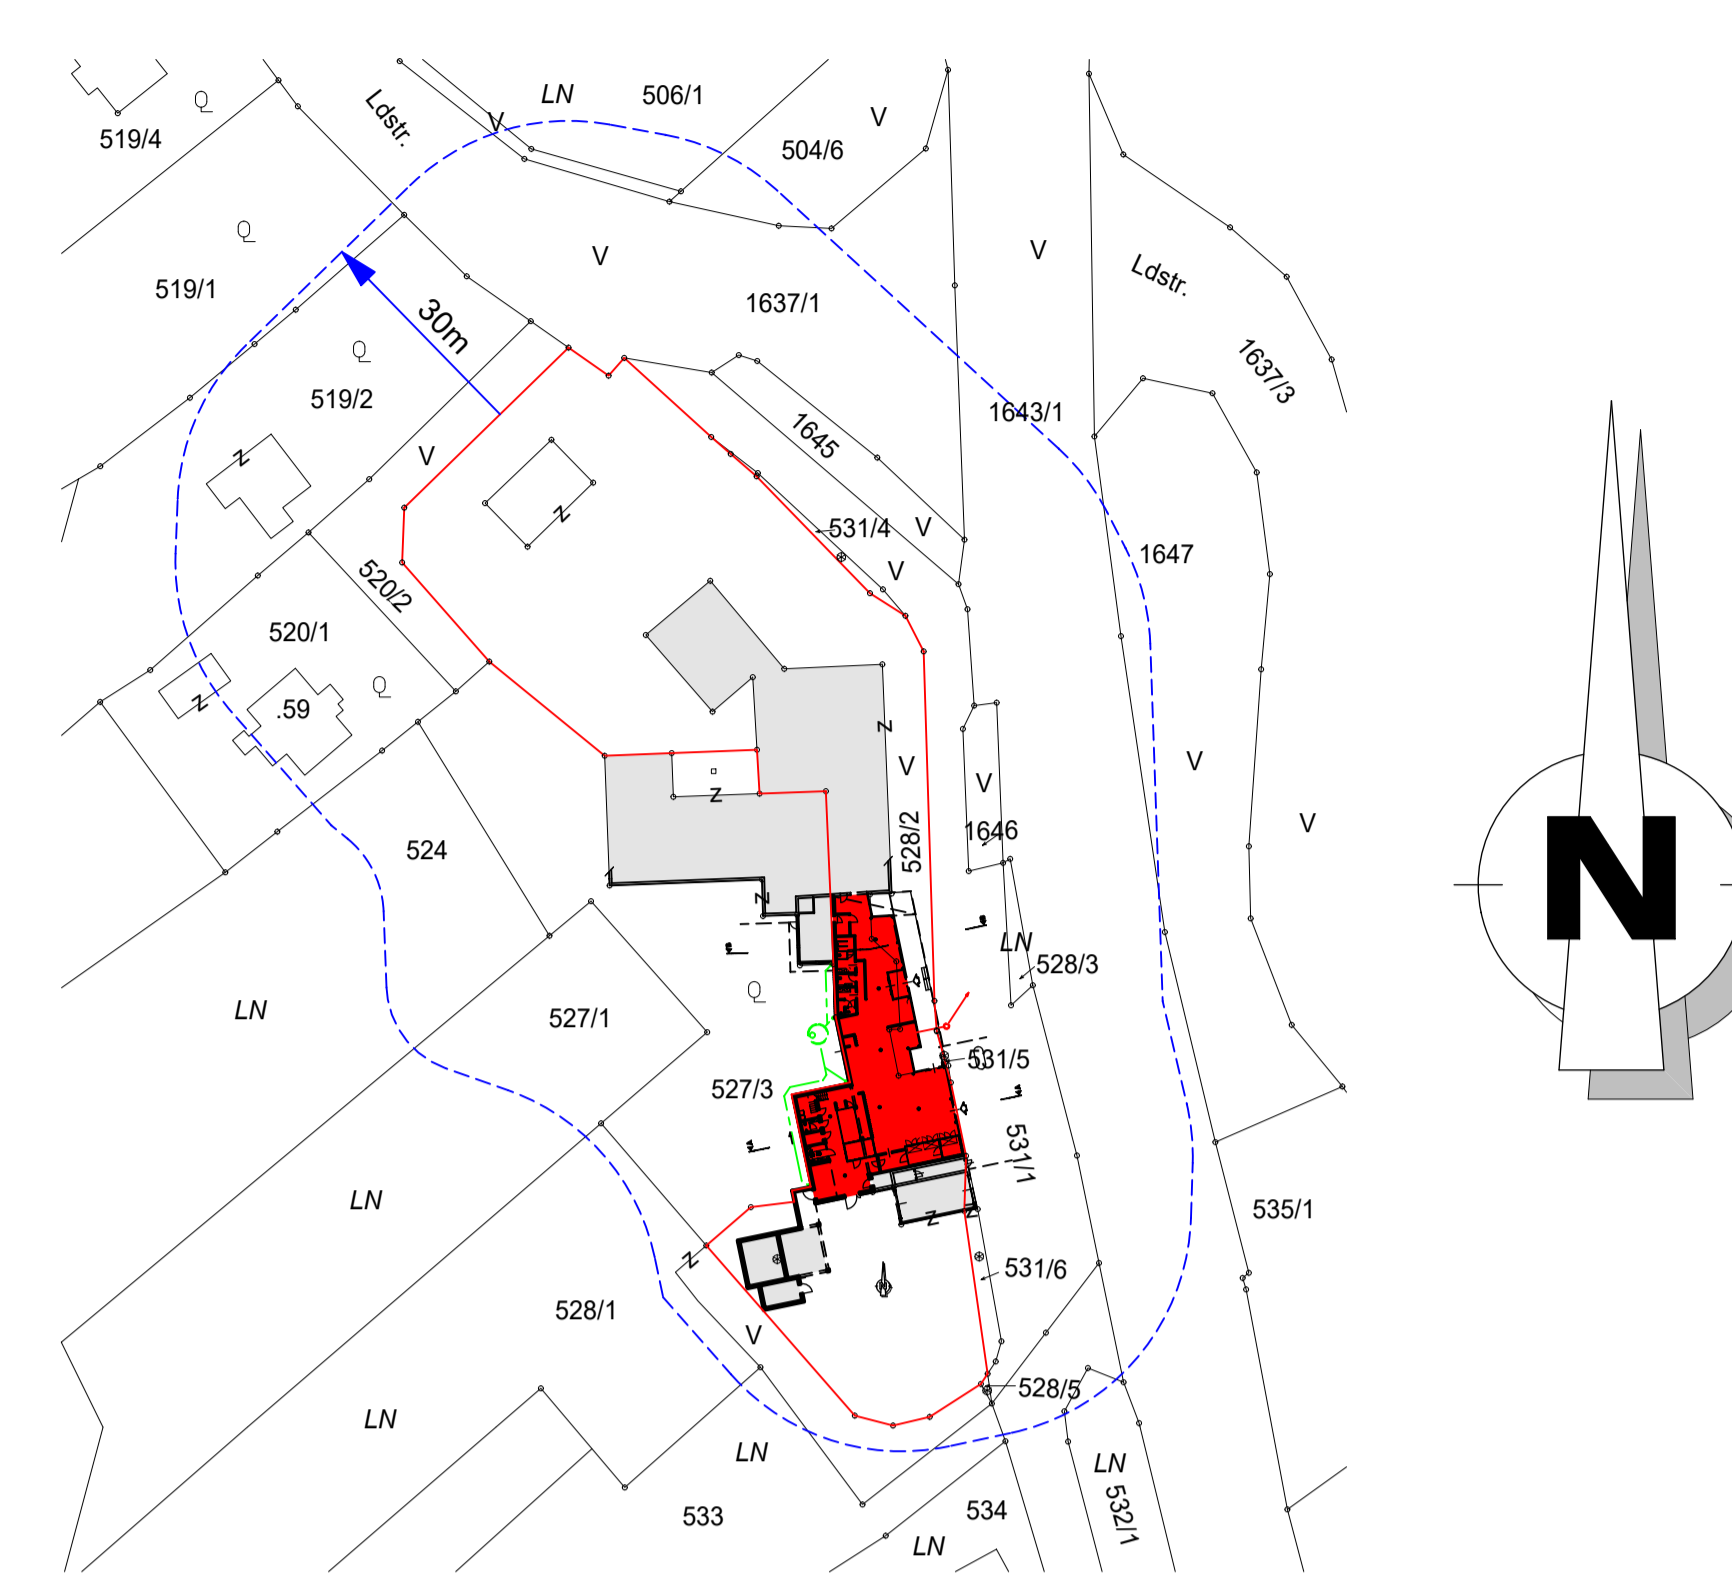 LN
506/1
V
519/4
Ldstr.
V
V
504/6
V
V
Ldstr.
519/1
30m
1637/1
1637/3
519/2
1643/1
V
1645
z
z
531/4
V
1647
V
520/2
520/1
z
.59
z
V
V
V
z
1646
528/2
V
524
z
LN
528/3
LN
527/1
531/5
527/3
531/1
LN
535/1
z
z
z
531/6
528/1
V
528/5
LN
LN
LN
533
534
532/1
LN
N